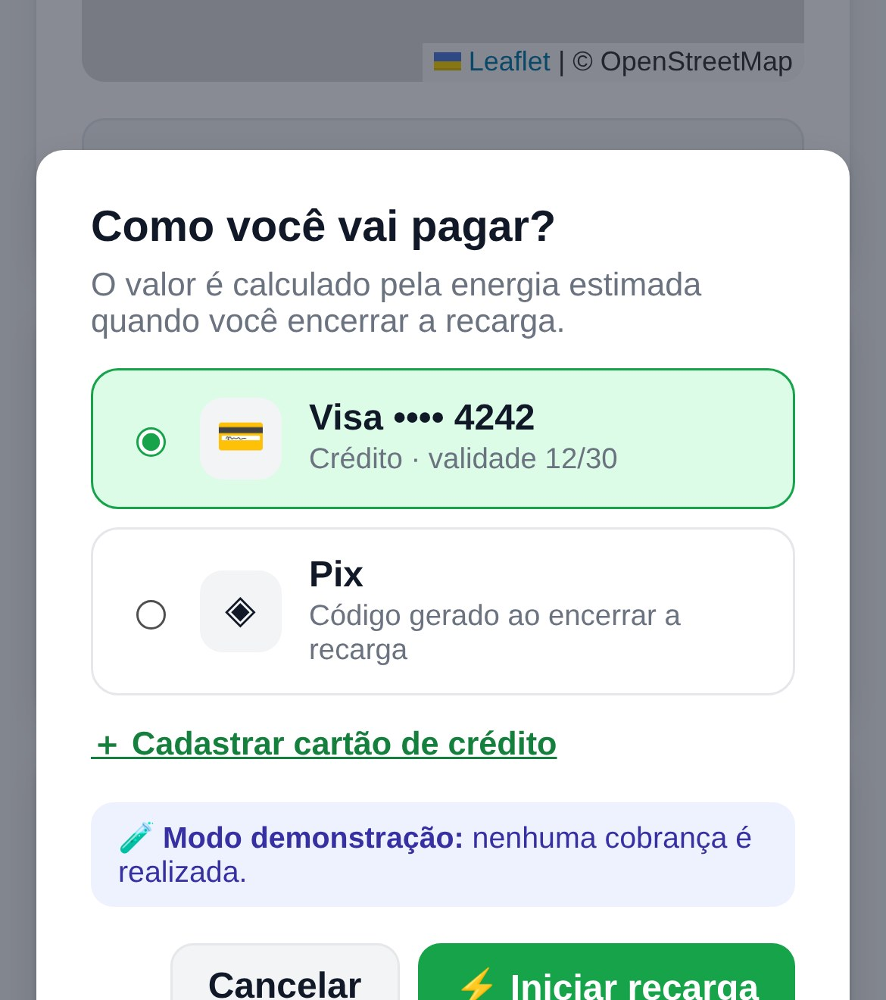 Leaflet | © OpenStreetMap
Como você vai pagar?
O valor é calculado pela energia estimada
quando você encerrar a recarga.
Visa •••• 4242
Crédito · validade 12/30
Pix
Código gerado ao encerrar a
recarga
+ Cadastrar cartão de crédito
Modo demonstração: nenhuma cobrança é
realizada.
Cancelar
Iniciar recarga